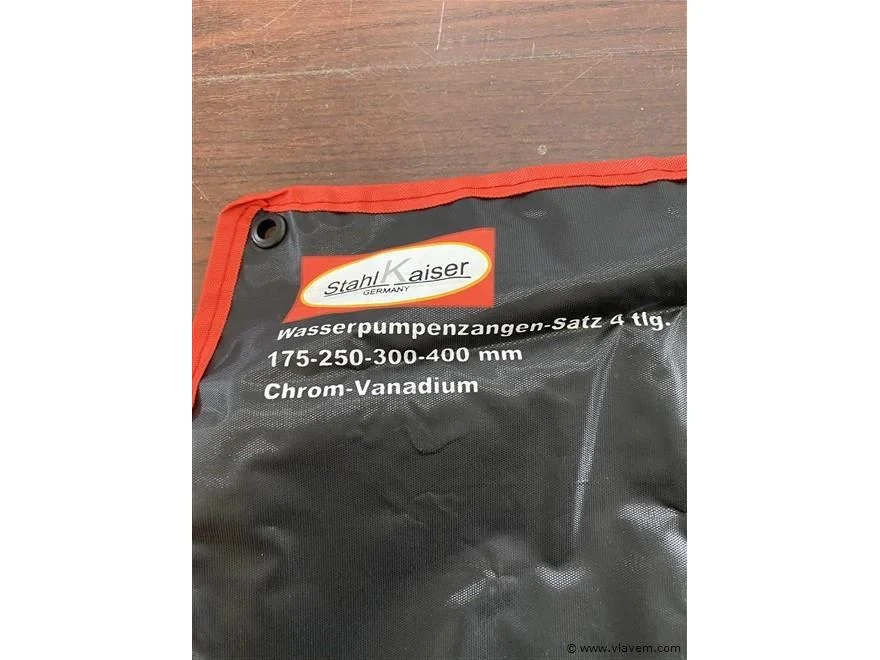 StahlKaiser
GERMANY
Wasserpumpenzangen-Satz 4 tlg.
175-250-300-400 mm
Chrom-Vanadium
© www.vlavem.com